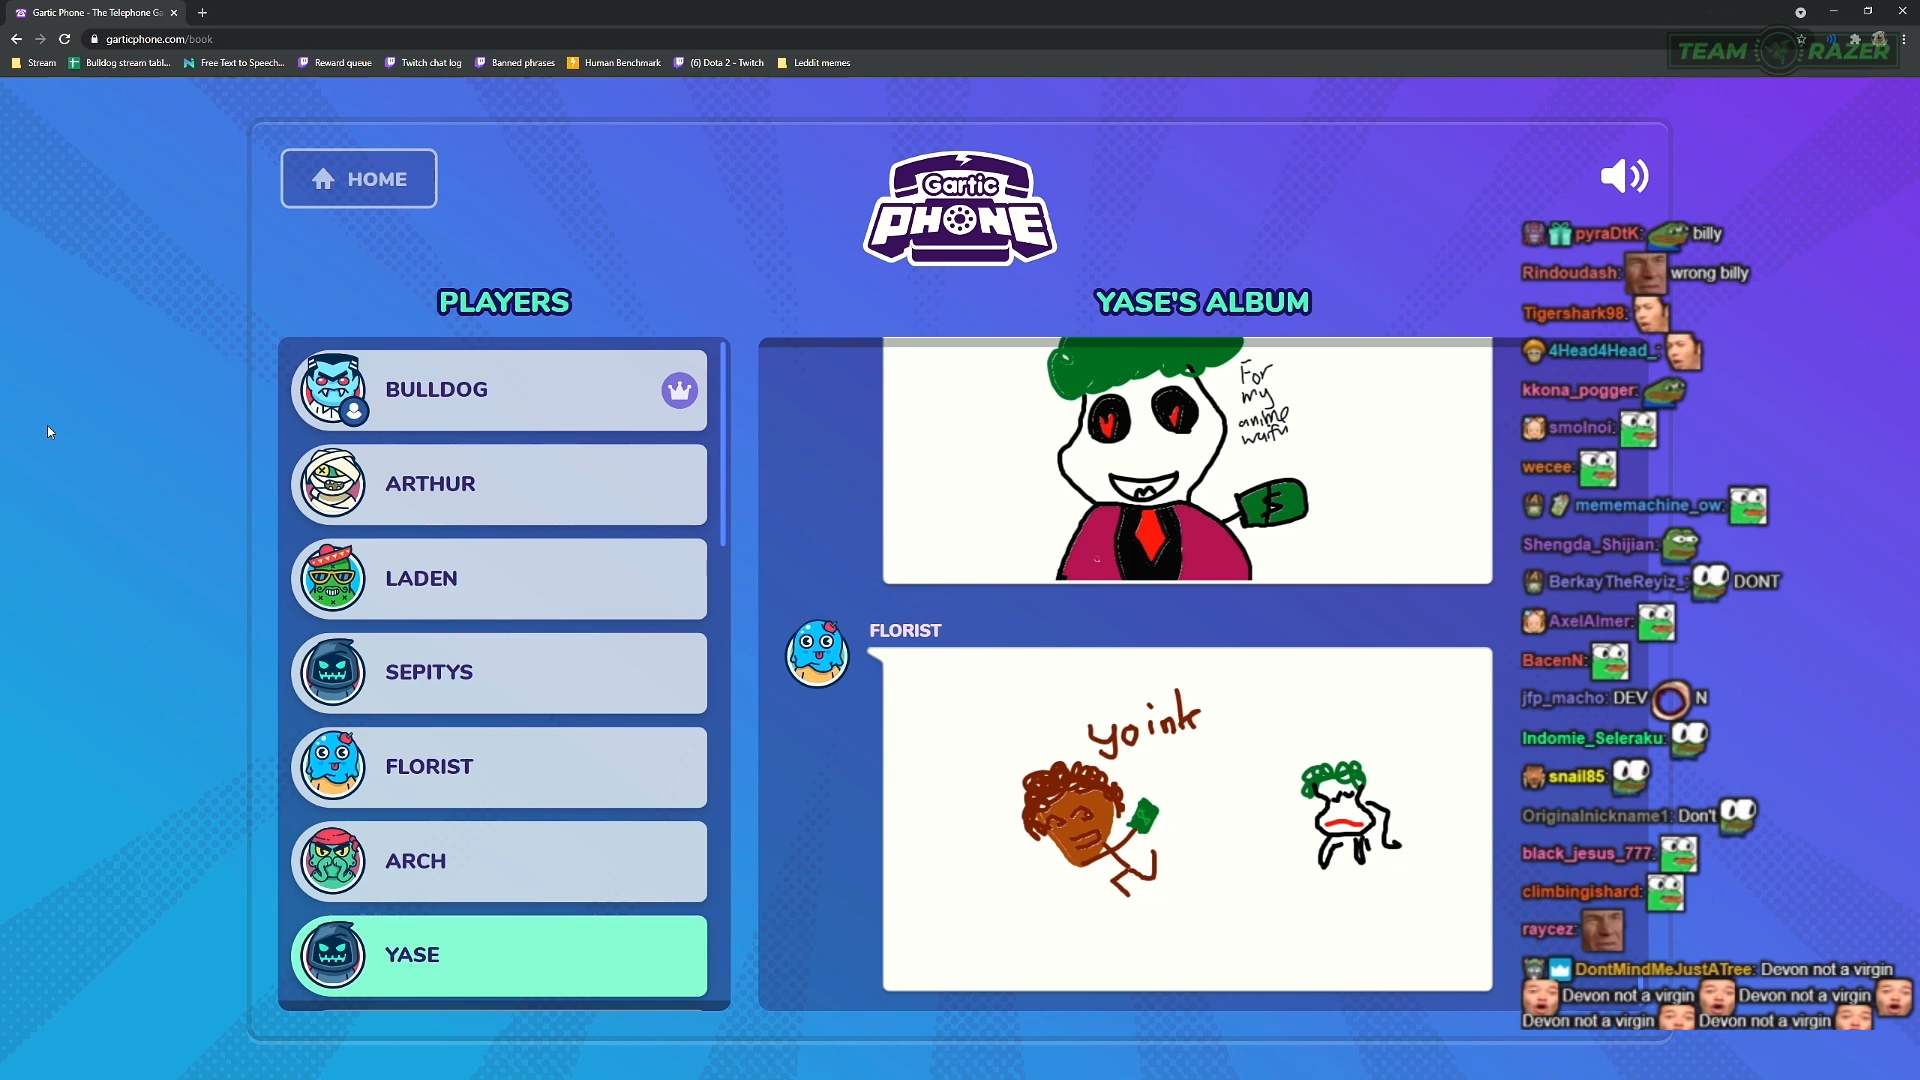 Gartic Phone - The Telephone Ga
garticphone.com/book
Stream
Bulldog stream tabl...
Free Text to Speech...
Reward queue
Twitch chat log
Banned phrases
Human Benchmark
(6) Dota 2 - Twitch
Leddit memes
TEAM RAZER
HOME
Gartic
PHONE
PLAYERS
YASE'S ALBUM
BULLDOG
ARTHUR
LADEN
SEPITYS
FLORIST
ARCH
YASE
For
my
anime
waifu
$
FLORIST
yoink
pyraDtK: billy
Rindoudash: wrong billy
Tigershark98:
4Head4Head_:
kkona_pogger:
smolnoi:
wecee:
mememachine_ow:
Shengda_Shijian:
BerkayTheReyiz_: DONT
AxelAlmer:
BacenN:
jfp_macho: DEV N
Indomie_Seleraku:
snail85:
Originalnickname1: Don't
black_jesus_777:
climbingishard:
raycez:
DontMindMeJustATree: Devon not a virgin
Devon not a virgin Devon not a virgin
Devon not a virgin Devon not a virgin